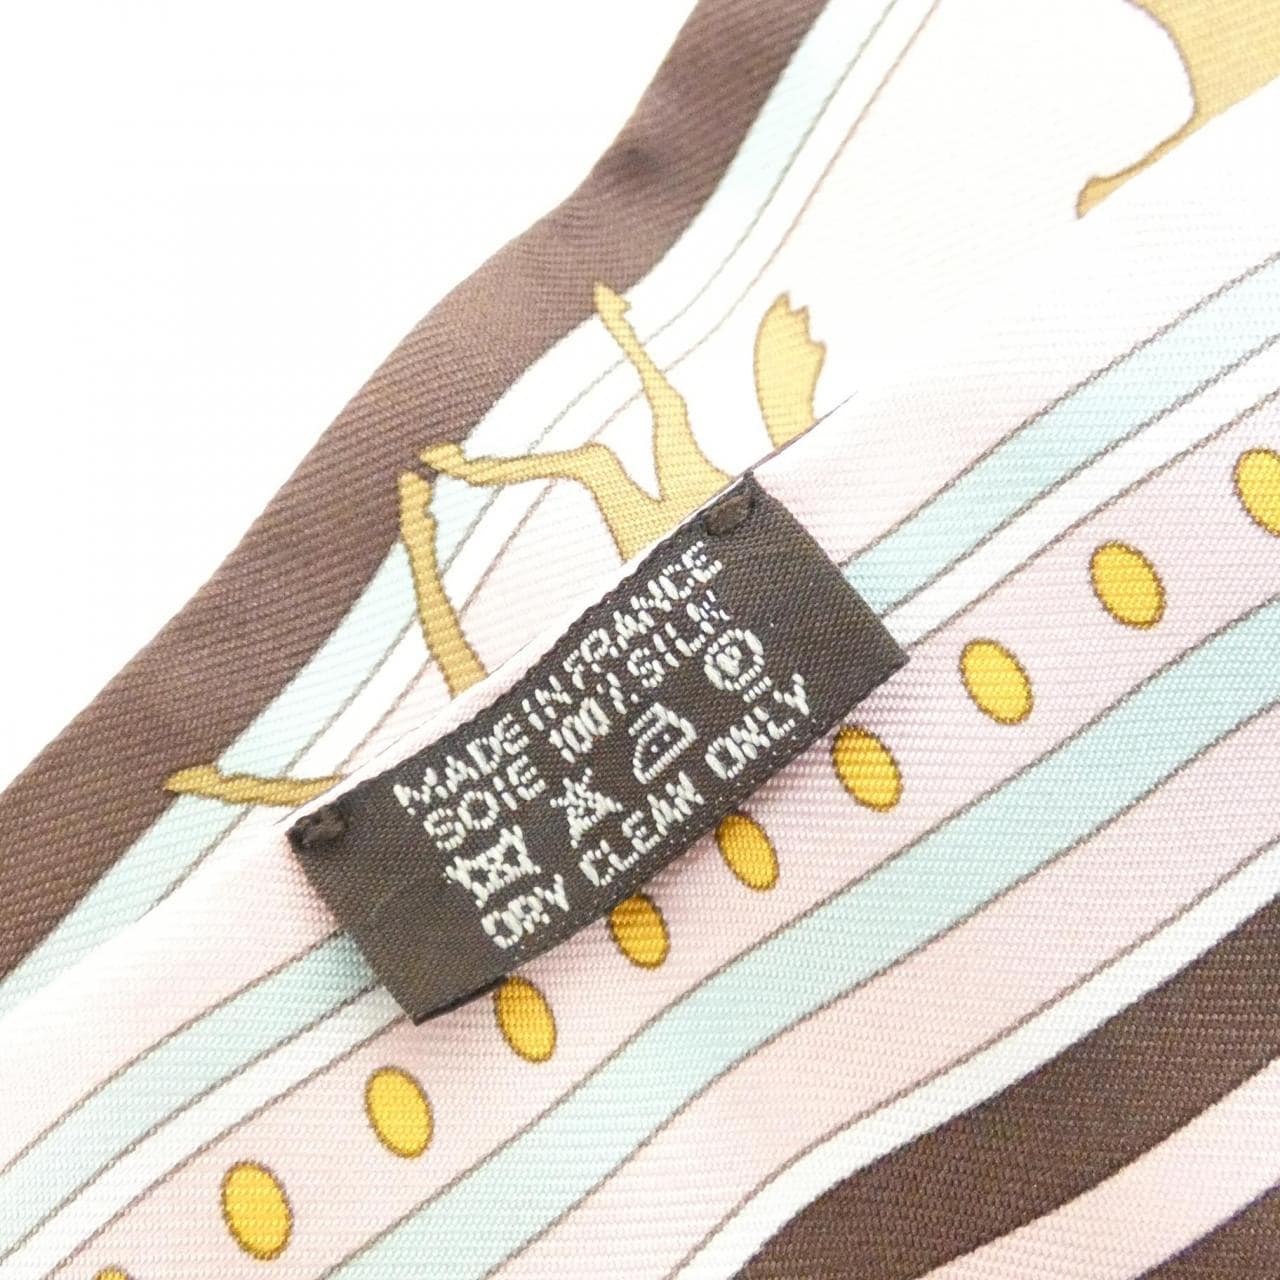 MADE IN FRANCE
SOIE 100% SILK
P
DRY CLEAN ONLY